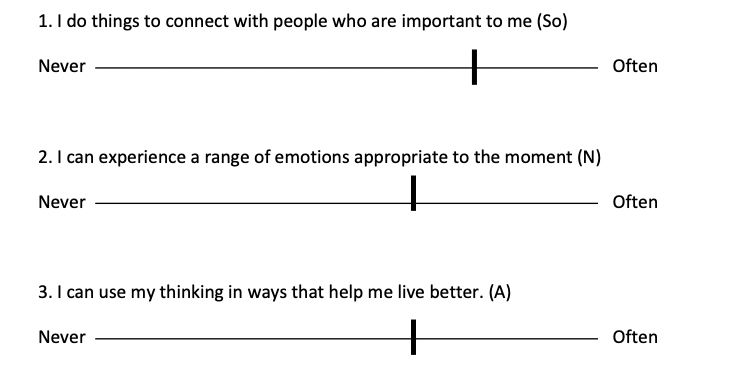 1. I do things to connect with people who are important to me (So)
Never Often
2. I can experience a range of emotions appropriate to the moment (N)
Never Often
3. I can use my thinking in ways that help me live better. (A)
Never Often